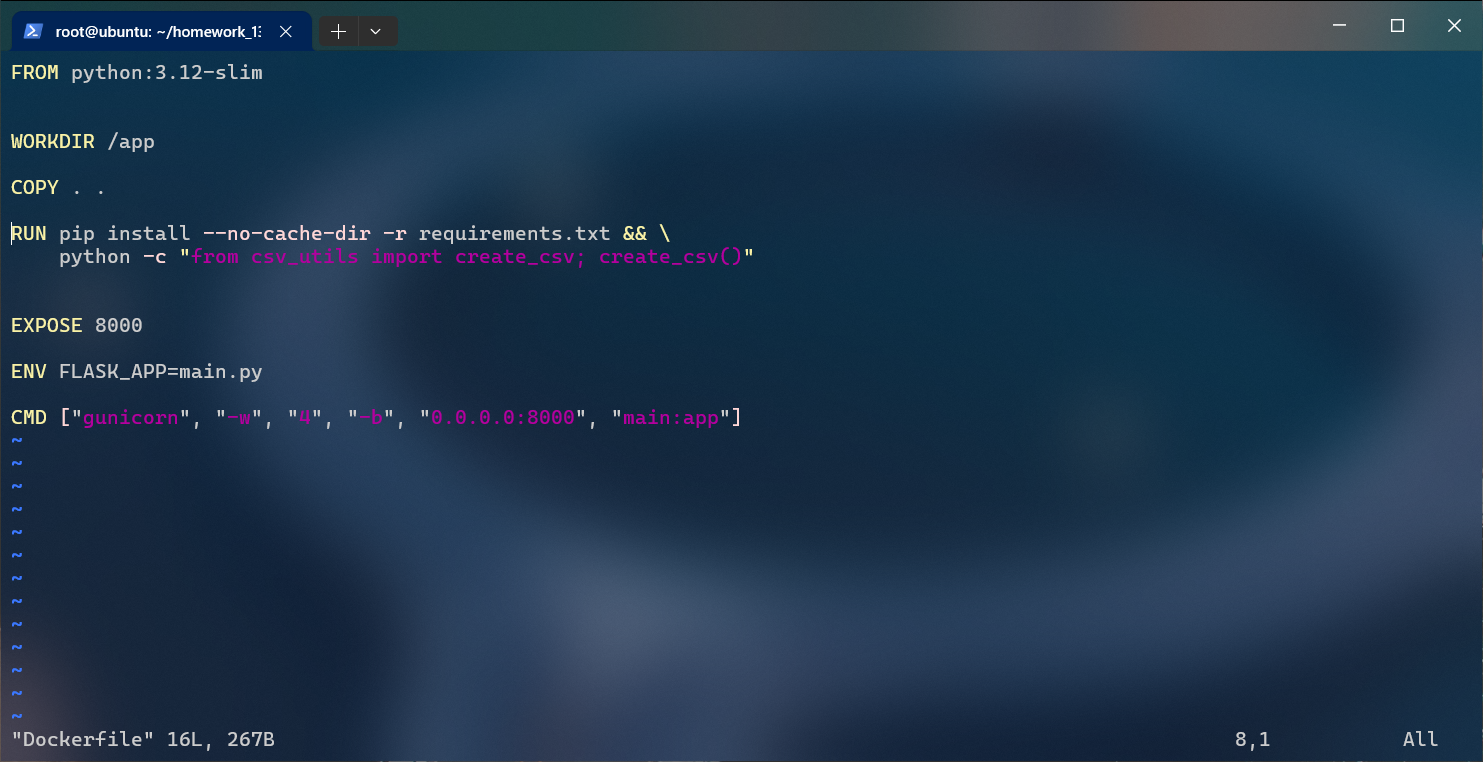 root@ubuntu: ~/homework_13
FROM python:3.12-slim
WORKDIR /app
COPY . .
RUN pip install --no-cache-dir -r requirements.txt && \
python -c "from csv_utils import create_csv; create_csv()"
EXPOSE 8000
ENV FLASK_APP=main.py
CMD ["gunicorn", "-w", "4", "-b", "0.0.0.0:8000", "main:app"]
~
~
~
~
~
~
~
~
~
~
~
~
~
"Dockerfile" 16L, 267B 8,1 All